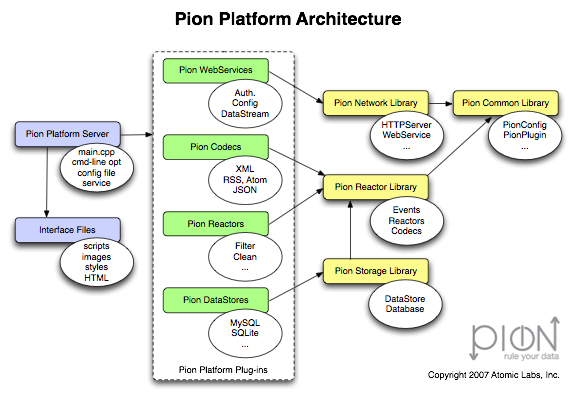 Pion Platform Architecture
Pion Platform Server
main.cpp
cmd-line opt
config file
service
Interface Files
scripts
images
styles
HTML
Pion WebServices
Auth.
Config
DataStream
Pion Codecs
XML
RSS, Atom
JSON
Pion Reactors
Filter
Clean
...
Pion DataStores
MySQL
SQLite
...
Pion Platform Plug-ins
Pion Network Library
HTTPServer
WebService
...
Pion Common Library
PionConfig
PionPlugin
...
Pion Reactor Library
Events
Reactors
Codecs
Pion Storage Library
DataStore
Database
PION
rule your data
Copyright 2007 Atomic Labs, Inc.